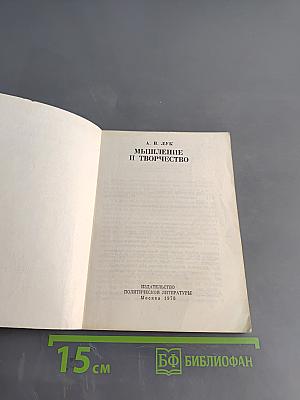 А. Н. ЛУК
МЫШЛЕНИЕ
И ТВОРЧЕСТВО
ИЗДАТЕЛЬСТВО
ПОЛИТИЧЕСКОЙ ЛИТЕРАТУРЫ
Москва 1976
15 СМ
БФ БИБЛИОФАН